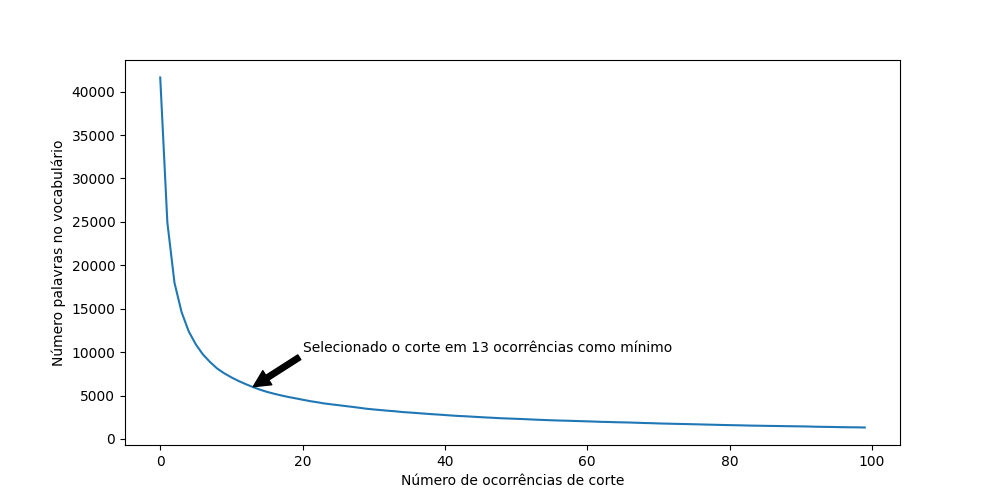 40000
35000
30000
25000
20000
15000
10000
5000
0
Número palavras no vocabulário
Selecionado o corte em 13 ocorrências como mínimo
0 20 40 60 80 100
Número de ocorrências de corte